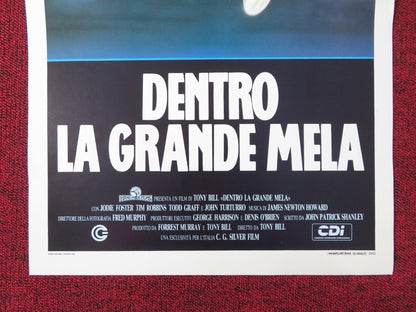 DENTRO
LA GRANDE MELA
PRESENTA UN FILM DI TONY BILL «DENTRO LA GRANDE MELA»
CON JODIE FOSTER TIM ROBBINS TODD GRAFF E JOHN TURTURRO MUSICA DI JAMES NEWTON HOWARD
DIRETTORE DELLA FOTOGRAFIA FRED MURPHY PRODUTTORI ESECUTIVI GEORGE HARRISON E DENIS O'BRIEN SCRITTO DA JOHN PATRICK SHANLEY
PRODOTTO DA FORREST MURRAY E TONY BILL DIRETTO DA TONY BILL
UNA ESCLUSIVITÀ PER L'ITALIA C. G. SILVER FILM
CDI